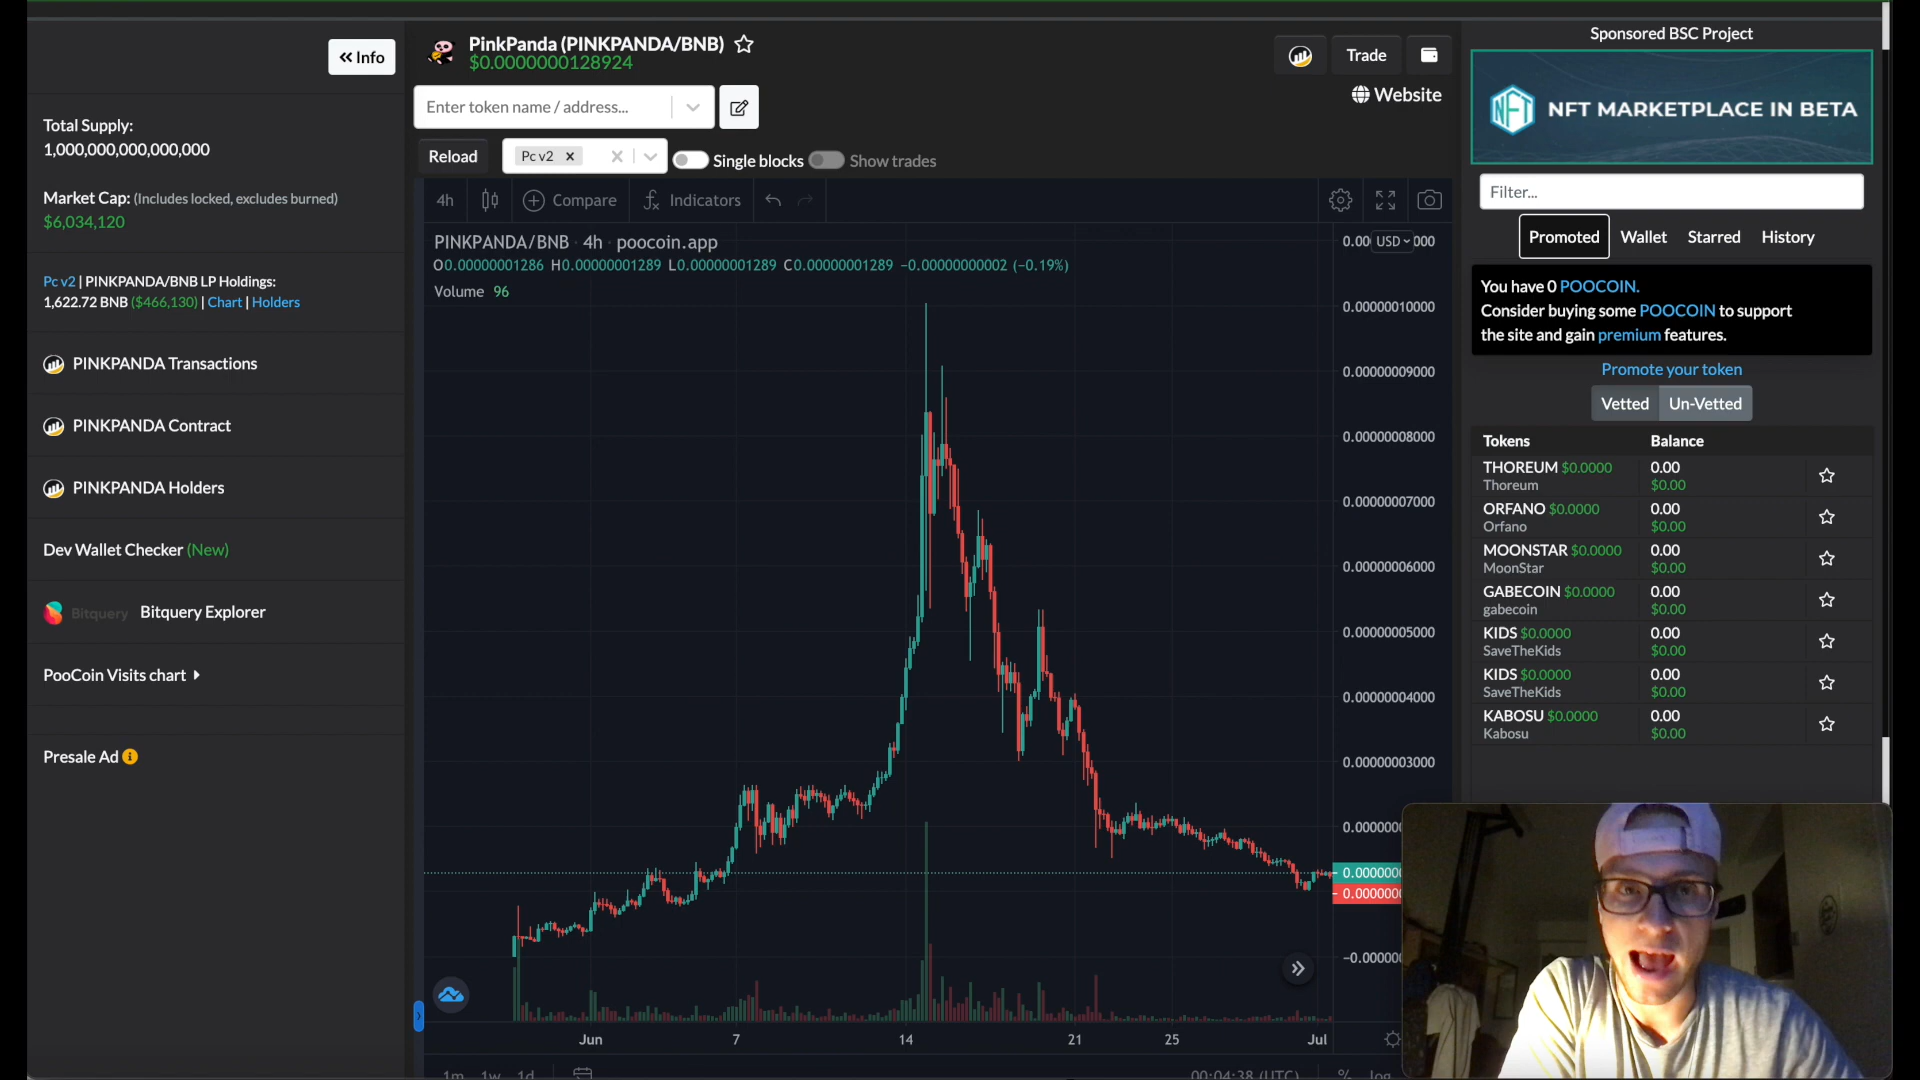 « Info
Total Supply:
1,000,000,000,000,000
Market Cap: (Includes locked, excludes burned)
$6,034,120
Pc v2 | PINKPANDA/BNB LP Holdings:
1,622.72 BNB ($466,130) | Chart | Holders
PINKPANDA Transactions
PINKPANDA Contract
PINKPANDA Holders
Dev Wallet Checker (New)
Bitquery Bitquery Explorer
PooCoin Visits chart
Presale Ad
PinkPanda (PINKPANDA/BNB)
$0.0000000128924
Trade
Website
Enter token name / address...
Reload
Pc v2
Single blocks
Show trades
4h
Compare
Indicators
PINKPANDA/BNB · 4h · poocoin.app
O0.00000001286 H0.00000001289 L0.00000001289 C0.00000001289 −0.00000000002 (−0.19%)
Volume 96
USD
0.00000010000
0.00000009000
0.00000008000
0.00000007000
0.00000006000
0.00000005000
0.00000004000
0.00000003000
Jun
7
14
21
25
Jul
1m 1w 1d
00:04:38 (UTC)
% log
Sponsored BSC Project
NFT
NFT MARKETPLACE IN BETA
Filter...
Promoted
Wallet
Starred
History
You have 0 POOCOIN.
Consider buying some POOCOIN to support
the site and gain premium features.
Promote your token
Vetted
Un-Vetted
Tokens Balance
THOREUM $0.0000 0.00
Thoreum $0.00
ORFANO $0.0000 0.00
Orfano $0.00
MOONSTAR $0.0000 0.00
MoonStar $0.00
GABECOIN $0.0000 0.00
gabecoin $0.00
KIDS $0.0000 0.00
SaveTheKids $0.00
KIDS $0.0000 0.00
SaveTheKids $0.00
KABOSU $0.0000 0.00
Kabosu $0.00